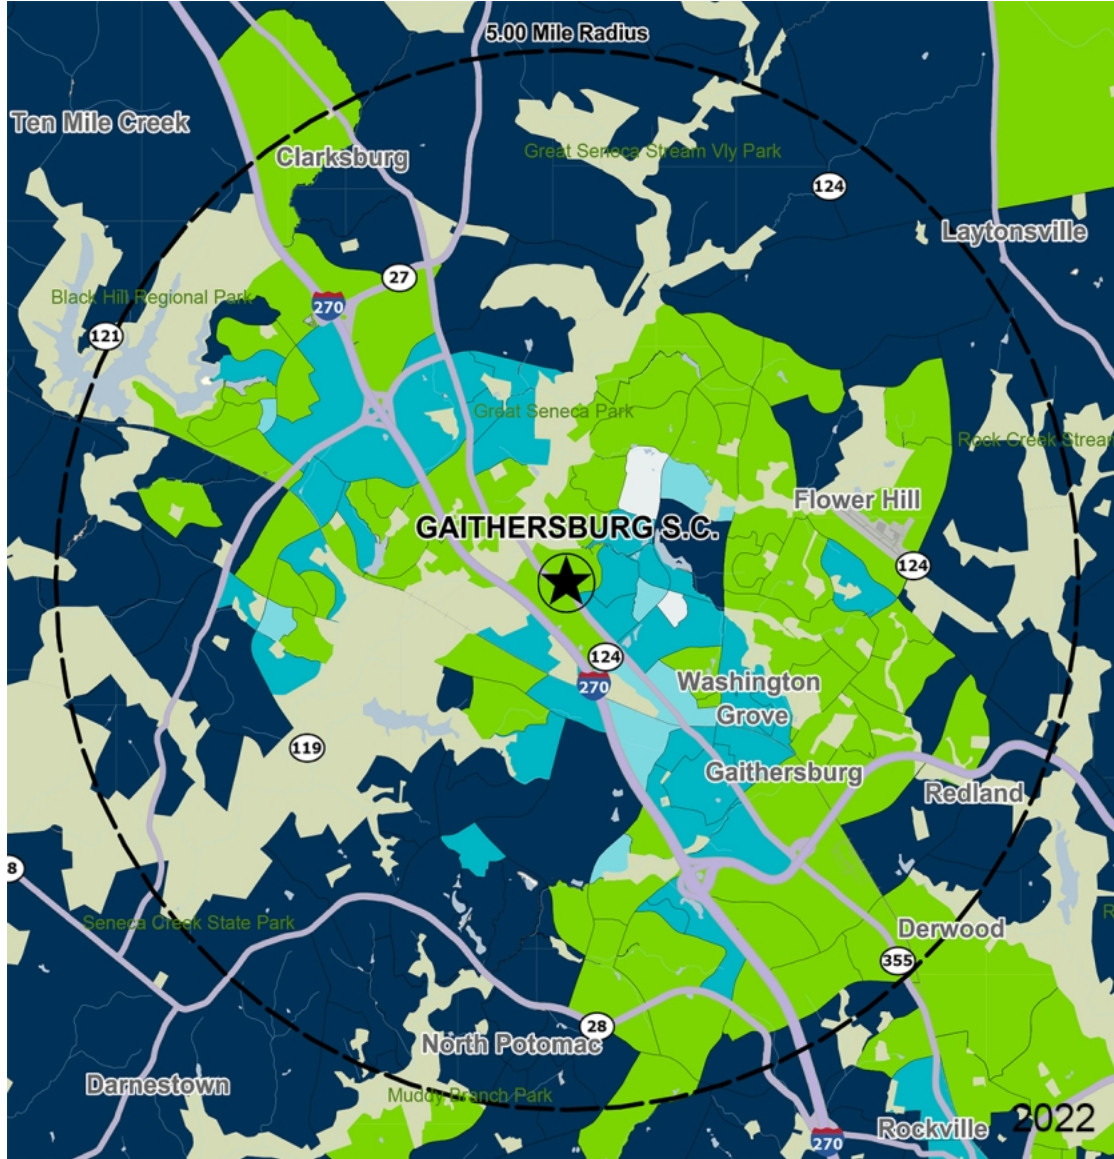 5.00 Mile Radius
Ten Mile Creek
Clarksburg
Great Seneca Stream Vly Park
124
Laytonsville
27
Black Hill Regional Park
270
121
Great Seneca Park
Rock Creek Strear
Flower Hill
GAITHERSBURG S.C.
124
124
270
Washington
Grove
119
Gaithersburg
Redland
8
Seneca Creek State Park
R
Derwood
355
28
North Potomac
Darnestown
Muddy Branch Park
2022
Rockville
270